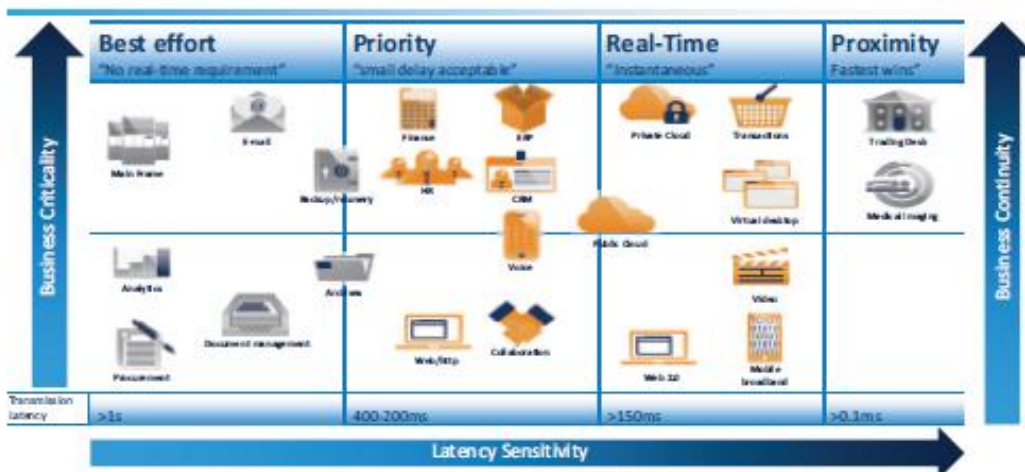 Best effort
"No real-time requirement"
Priority
"small delay acceptable"
Real-Time
"Instantaneous"
Proximity
Fastest wins"
Business Criticality
Business Continuity
Main Frame
E-mail
Backup/recovery
Finance
ERP
HR
CRM
Private Cloud
Transactions
Virtual desktop
Public Cloud
Trading Desk
Medical Imaging
Analytics
Archives
Document management
Procurement
Voice
Web/http
Collaboration
Video
Web 2.0
Mobile
broadband
Transmission
Latency
>1s
400-200ms
>150ms
>0.1ms
Latency Sensitivity